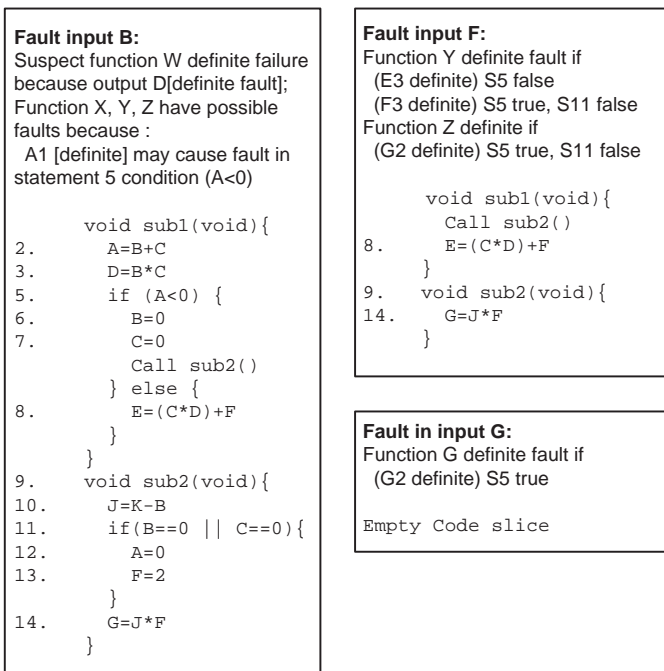 Fault input B:
Suspect function W definite failure
because output D[definite fault];
Function X, Y, Z have possible
faults because :
A1 [definite] may cause fault in
statement 5 condition (A<0)
void sub1(void){
2. A=B+C
3. D=B*C
5. if (A<0) {
6. B=0
7. C=0
Call sub2()
} else {
8. E=(C*D)+F
}
}
9. void sub2(void){
10. J=K-B
11. if(B==0 || C==0){
12. A=0
13. F=2
}
14. G=J*F
}
Fault input F:
Function Y definite fault if
(E3 definite) S5 false
(F3 definite) S5 true, S11 false
Function Z definite if
(G2 definite) S5 true, S11 false
void sub1(void){
Call sub2()
8. E=(C*D)+F
}
9. void sub2(void){
14. G=J*F
}
Fault in input G:
Function G definite fault if
(G2 definite) S5 true
Empty Code slice